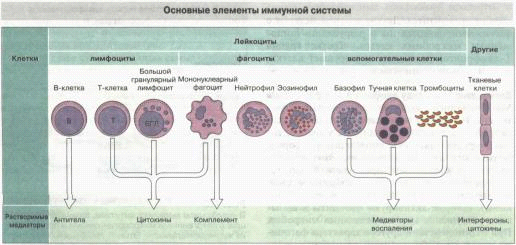 Основные элементы иммунной системы
Лейкоциты
Другие
Клетки
лимфоциты
фагоциты
вспомогательные клетки
В-клетка
Т-клетка
Большой
гранулярный
лимфоцит
Мононуклеарный
фагоцит
Нейтрофил
Эозинофил
Базофил
Тучная клетка
Тромбоциты
Тканевые
клетки
В
Т
БГЛ
Растворимые
медиаторы
Антитела
Цитокины
Комплемент
Медиаторы
воспаления
Интерфероны,
цитокины